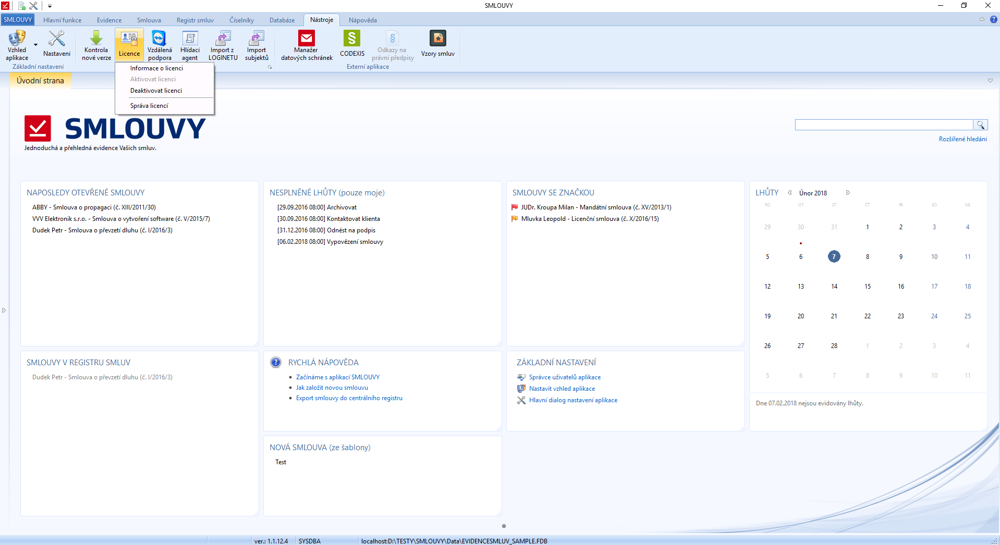 SMLOUVY
SMLOUVY Hlavní funkce Evidence Smlouva Registr smluv Číselníky Databáze Nástroje Nápověda
Vzhled aplikace
Nastavení
Kontrola nové verze
Licence
Vzdálená podpora
Hlídací agent
Import z LOGINETU
Import subjektů
Manažer datových schránek
CODEXIS
Odkazy na právní předpisy
Vzory smluv
Základní nastavení
Externí aplikace
Informace o licenci
Aktivovat licenci
Deaktivovat licenci
Správa licencí
Úvodní strana
SMLOUVY
Jednoduchá a přehledná evidence Vašich smluv.
Rozšířené hledání
NAPOSLEDY OTEVŘENÉ SMLOUVY
ABBY - Smlouva o propagaci (č. XIII/2011/30)
VVV Elektronik s.r.o. - Smlouva o vytvoření software (č. V/2015/7)
Dudek Petr - Smlouva o převzetí dluhu (č. I/2016/3)
NESPLNĚNÉ LHŮTY (pouze moje)
[29.09.2016 08:00] Archivovat
[30.09.2016 08:00] Kontaktovat klienta
[31.12.2016 08:00] Odnést na podpis
[06.02.2018 08:00] Vypovězení smlouvy
SMLOUVY SE ZNAČKOU
JUDr. Kroupa Milan - Mandátní smlouva (č. XV/2013/1)
Mluvka Leopold - Licenční smlouva (č. X/2016/15)
LHŮTY Únor 2018
PO ÚT ST ČT PÁ SO NE
29 30 31 1 2 3 4
5 6 7 8 9 10 11
12 13 14 15 16 17 18
19 20 21 22 23 24 25
26 27 28 1 2 3 4
5 6 7 8 9 10 11
Dne 07.02.2018 nejsou evidovány lhůty.
SMLOUVY V REGISTRU SMLUV
Dudek Petr - Smlouva o převzetí dluhu (č. I/2016/3)
RYCHLÁ NÁPOVĚDA
Začínáme s aplikací SMLOUVY
Jak založit novou smlouvu
Export smlouvy do centrálního registru
ZÁKLADNÍ NASTAVENÍ
Správce uživatelů aplikace
Nastavit vzhled aplikace
Hlavní dialog nastavení aplikace
NOVÁ SMLOUVA (ze šablony)
Test
ver.: 1.1.12.4 SYSDBA localhost:D:\TESTY\SMLOUVY\Data\EVIDENCESMLUV_SAMPLE.FDB